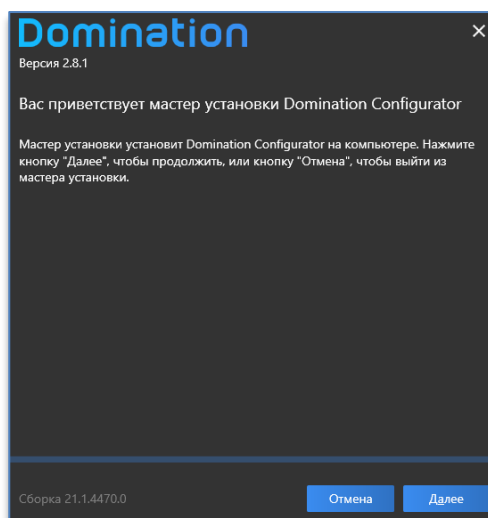 Domination
Версия 2.8.1
Вас приветствует мастер установки Domination Configurator
Мастер установки установит Domination Configurator на компьютере. Нажмите
кнопку "Далее", чтобы продолжить, или кнопку "Отмена", чтобы выйти из
мастера установки.
Сборка 21.1.4470.0
Отмена
Далее